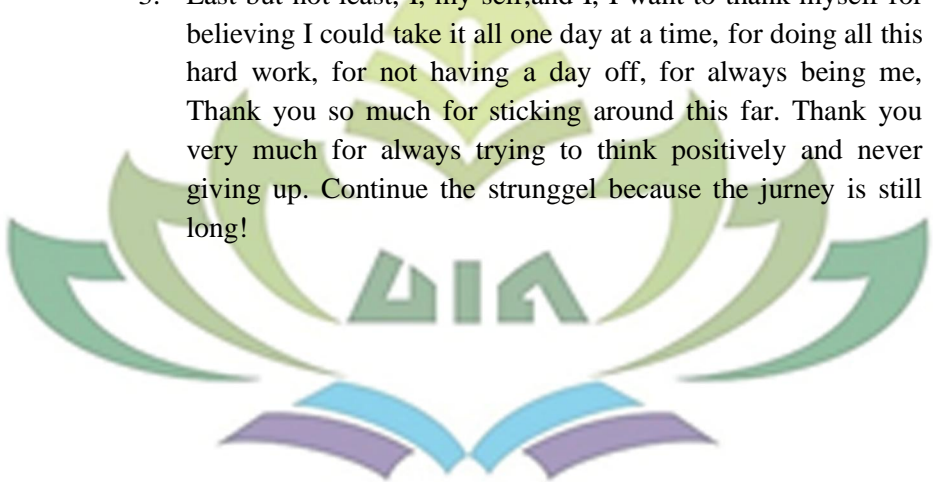 5. Last but not least, I, my self,and I, I want to thank myself for
believing I could take it all one day at a time, for doing all this
hard work, for not having a day off, for always being me,
Thank you so much for sticking around this far. Thank you
very much for always trying to think positively and never
giving up. Continue the strunggel because the jurney is still
long!
UIN